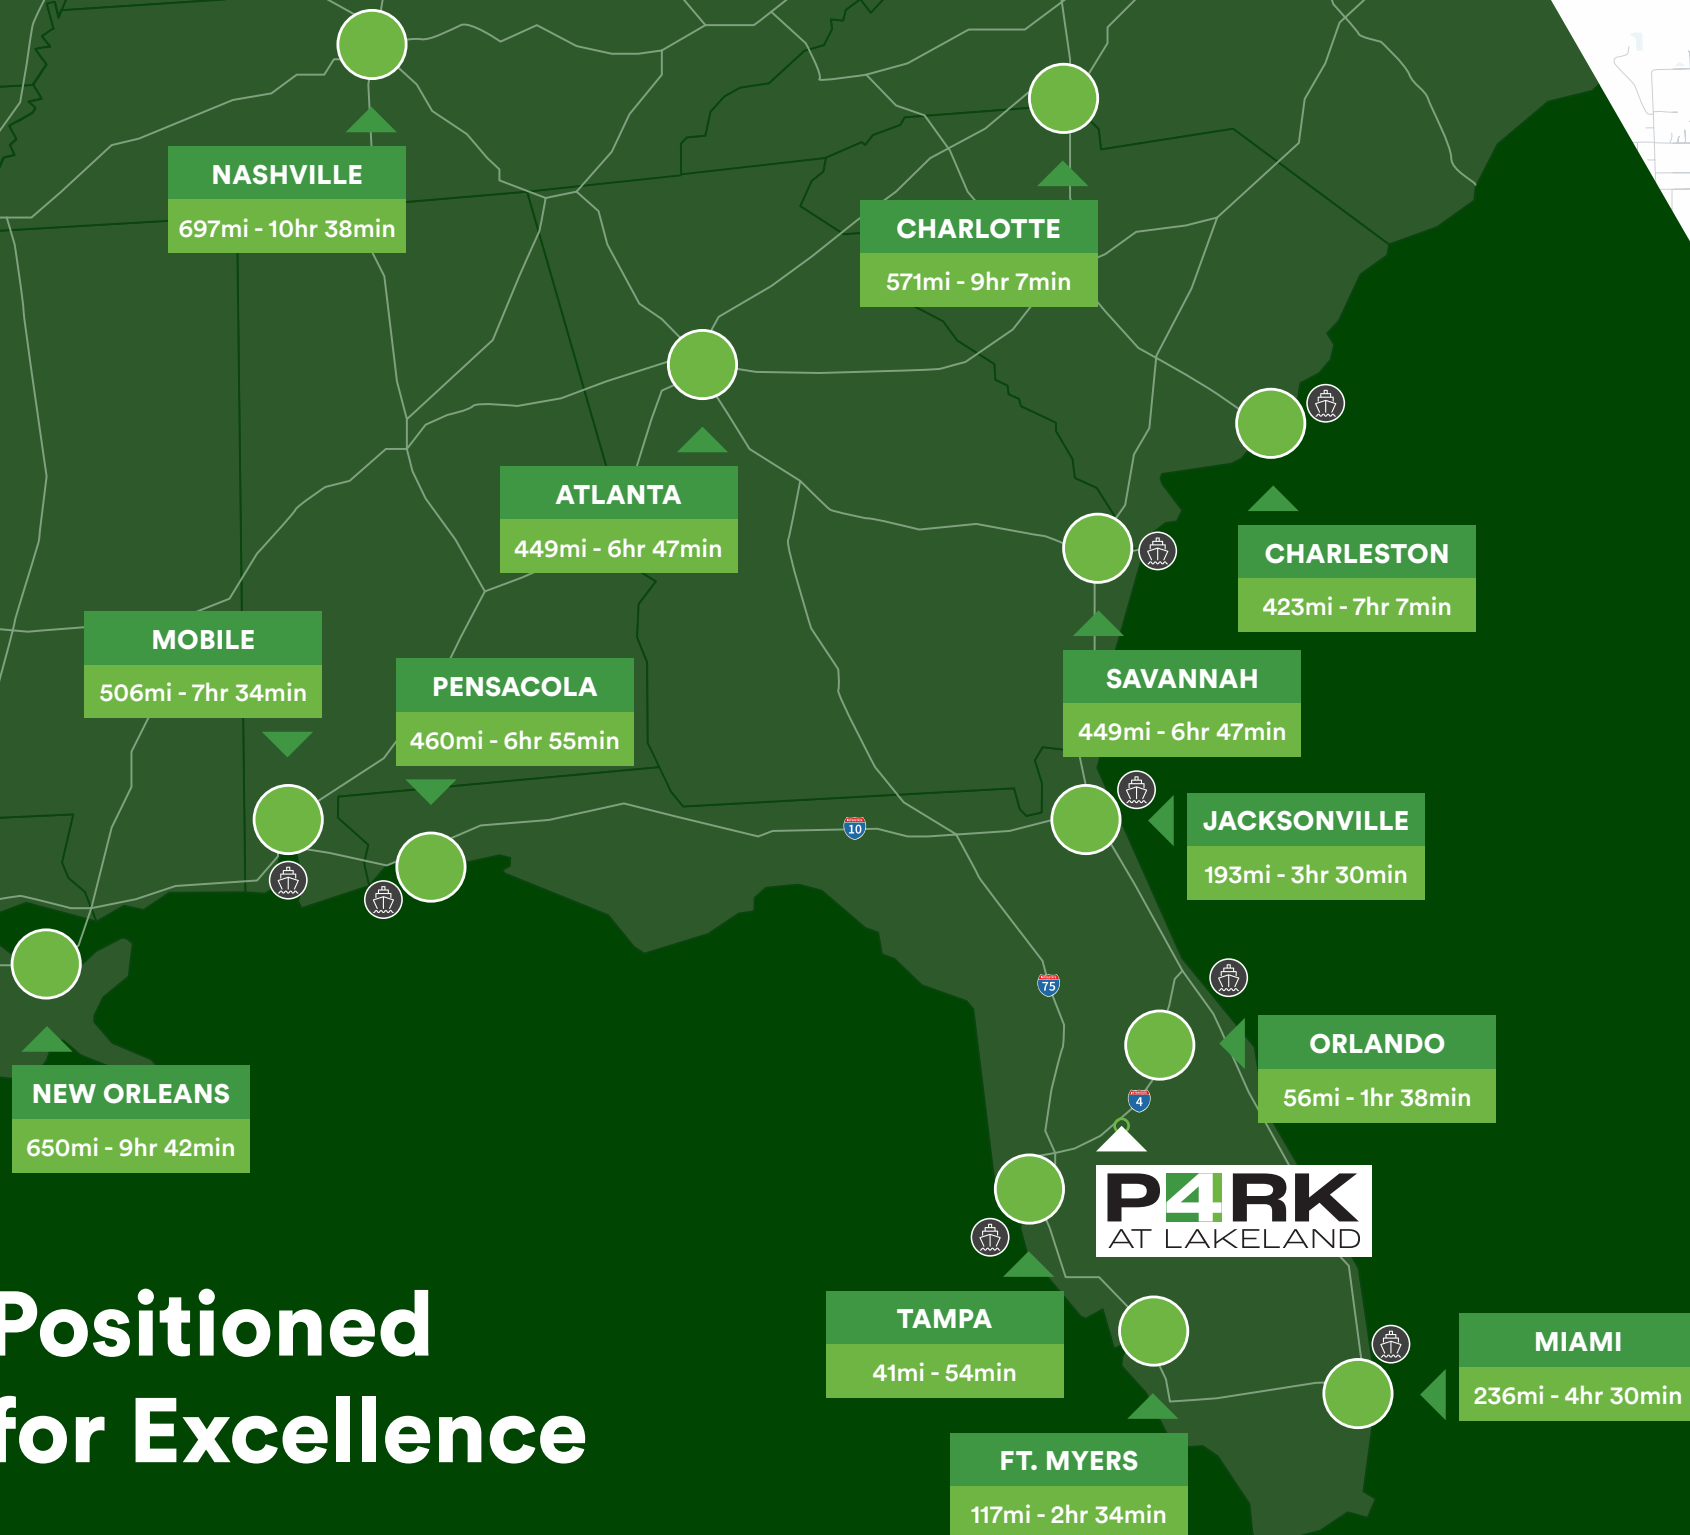 NASHVILLE
697mi - 10hr 38min
CHARLOTTE
571mi - 9hr 7min
ATLANTA
449mi - 6hr 47min
CHARLESTON
423mi - 7hr 7min
MOBILE
506mi - 7hr 34min
PENSACOLA
460mi - 6hr 55min
SAVANNAH
449mi - 6hr 47min
10
JACKSONVILLE
193mi - 3hr 30min
75
ORLANDO
56mi - 1hr 38min
4
NEW ORLEANS
650mi - 9hr 42min
P4RK
AT LAKELAND
TAMPA
41mi - 54min
MIAMI
236mi - 4hr 30min
FT. MYERS
117mi - 2hr 34min
Positioned
for Excellence